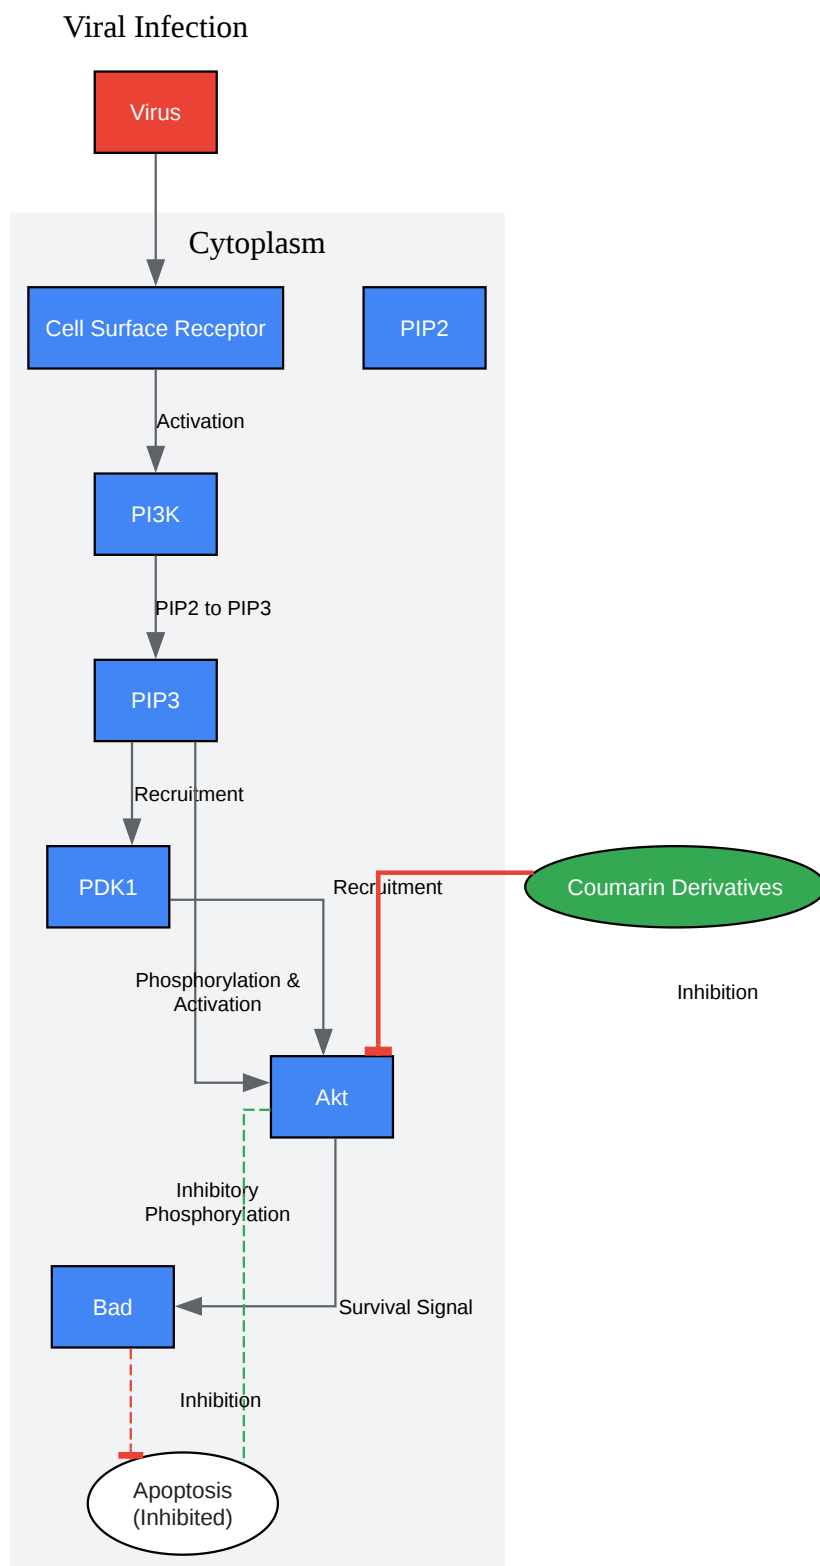 Viral Infection
Virus
Cytoplasm
Cell Surface Receptor
PIP2
Activation
PI3K
PIP2 to PIP3
PIP3
Recruitment
PDK1
Recruitment
Coumarin Derivatives
Phosphorylation &
Activation
Inhibition
Akt
Inhibitory
Phosphorylation
Bad
Survival Signal
Inhibition
Apoptosis
(Inhibited)